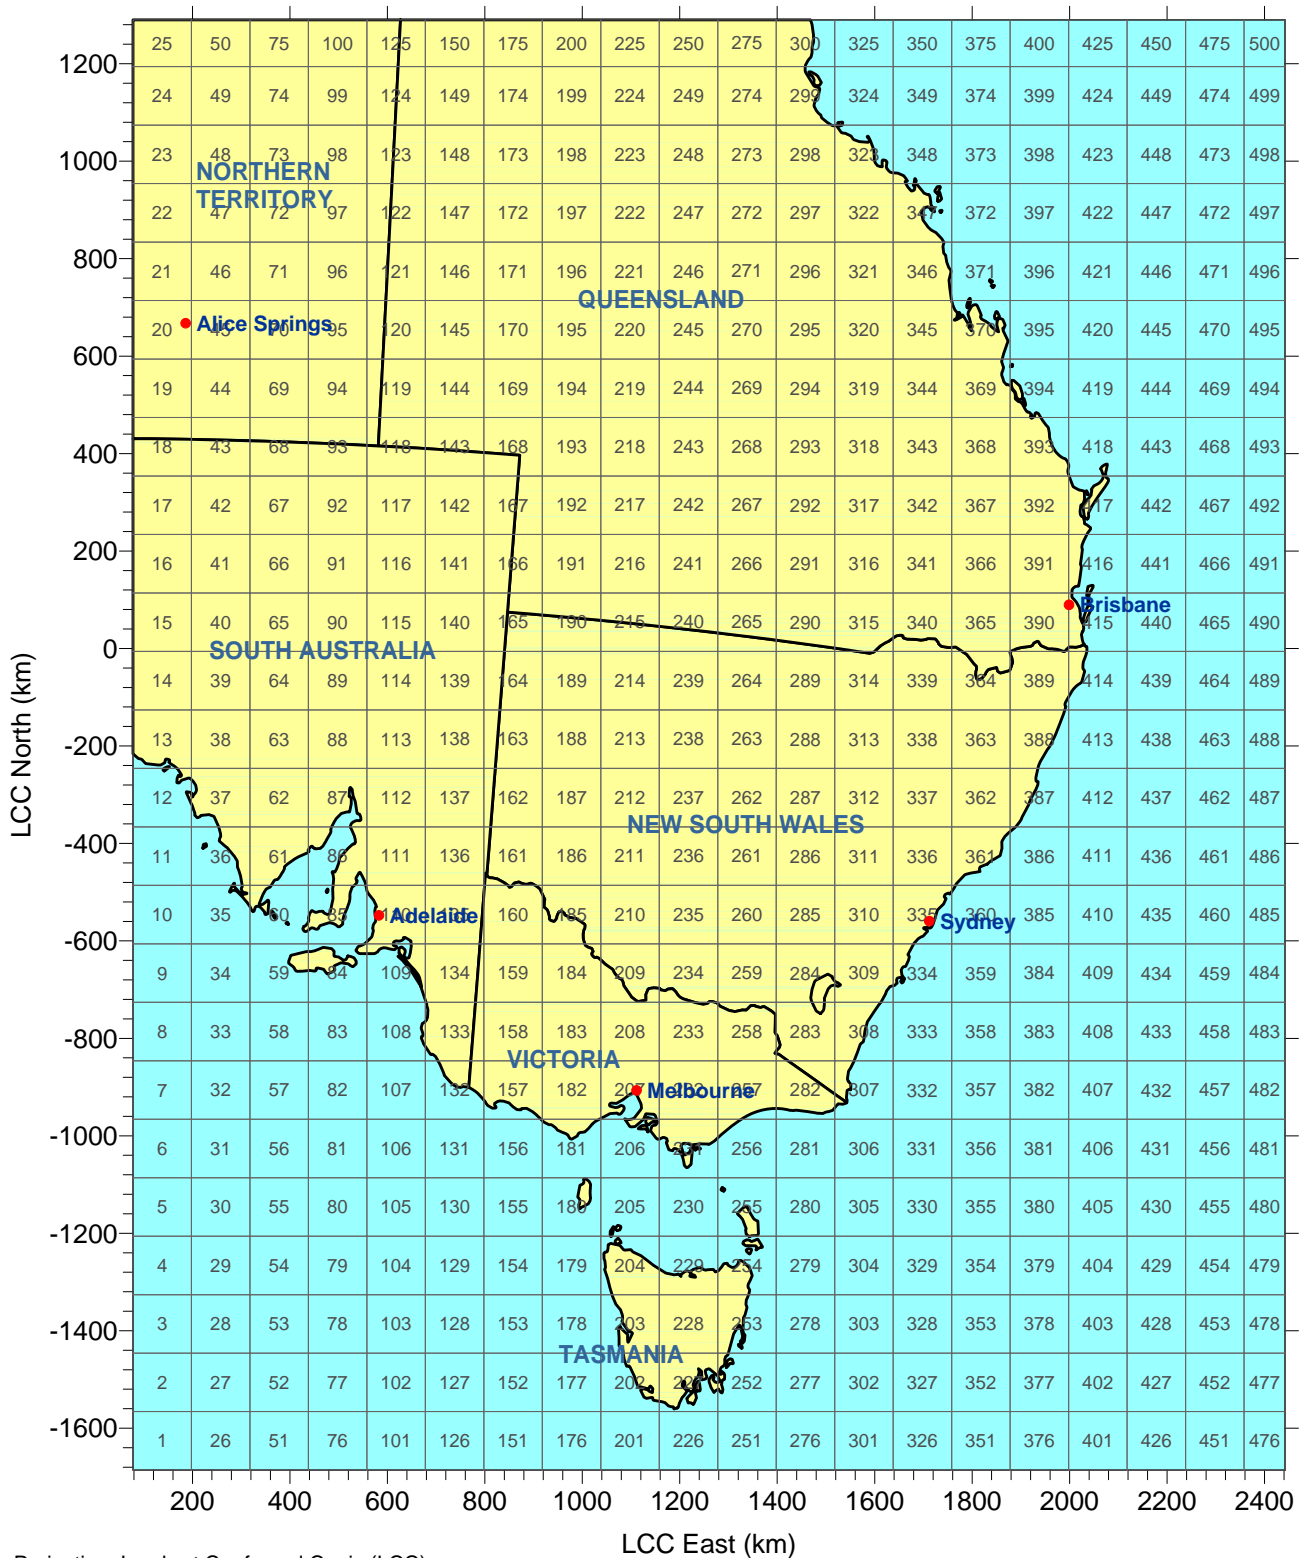 25 50 75 100 125 150 175 200 225 250 275 300 325 350 375 400 425 450 475 500
1200
24 49 74 99 124 149 174 199 224 249 274 299 324 349 374 399 424 449 474 499
23 48 73 98 123 148 173 198 223 248 273 298 323 348 373 398 423 448 473 498
1000
NORTHERN
TERRITORY
22 47 72 97 122 147 172 197 222 247 272 297 322 347 372 397 422 447 472 497
800
21 46 71 96 121 146 171 196 221 246 271 296 321 346 371 396 421 446 471 496
QUEENSLAND
Alice Springs
20 45 70 95 120 145 170 195 220 245 270 295 320 345 370 395 420 445 470 495
600
19 44 69 94 119 144 169 194 219 244 269 294 319 344 369 394 419 444 469 494
18 43 68 93 118 143 168 193 218 243 268 293 318 343 368 393 418 443 468 493
400
17 42 67 92 117 142 167 192 217 242 267 292 317 342 367 392 417 442 467 492
200
16 41 66 91 116 141 166 191 216 241 266 291 316 341 366 391 416 441 466 491
Brisbane
15 40 65 90 115 140 165 190 215 240 265 290 315 340 365 390 415 440 465 490
0
SOUTH AUSTRALIA
14 39 64 89 114 139 164 189 214 239 264 289 314 339 364 389 414 439 464 489
LCC North (km)
-200
13 38 63 88 113 138 163 188 213 238 263 288 313 338 363 388 413 438 463 488
12 37 62 87 112 137 162 187 212 237 262 287 312 337 362 387 412 437 462 487
NEW SOUTH WALES
-400
11 36 61 86 111 136 161 186 211 236 261 286 311 336 361 386 411 436 461 486
10 35 60 85 110 135 160 185 210 235 260 285 310 335 360 385 410 435 460 485
Adelaide
Sydney
-600
9 34 59 84 109 134 159 184 209 234 259 284 309 334 359 384 409 434 459 484
8 33 58 83 108 133 158 183 208 233 258 283 308 333 358 383 408 433 458 483
-800
VICTORIA
7 32 57 82 107 132 157 182 207 232 257 282 307 332 357 382 407 432 457 482
Melbourne
-1000
6 31 56 81 106 131 156 181 206 231 256 281 306 331 356 381 406 431 456 481
5 30 55 80 105 130 155 180 205 230 255 280 305 330 355 380 405 430 455 480
-1200
4 29 54 79 104 129 154 179 204 229 254 279 304 329 354 379 404 429 454 479
3 28 53 78 103 128 153 178 203 228 253 278 303 328 353 378 403 428 453 478
-1400
TASMANIA
2 27 52 77 102 127 152 177 202 227 252 277 302 327 352 377 402 427 452 477
-1600
1 26 51 76 101 126 151 176 201 226 251 276 301 326 351 376 401 426 451 476
200 400 600 800 1000 1200 1400 1600 1800 2000 2200 2400
LCC East (km)